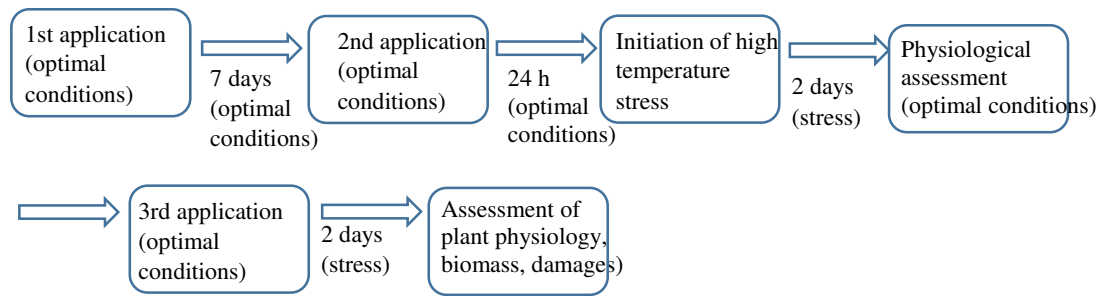 1st application
(optimal
conditions)
7 days
(optimal
conditions)
2nd application
(optimal
conditions)
24 h
(optimal
conditions)
Initiation of high
temperature
stress
2 days
(stress)
Physiological
assessment
(optimal conditions)
3rd application
(optimal
conditions)
2 days
(stress)
Assessment of
plant physiology,
biomass, damages)